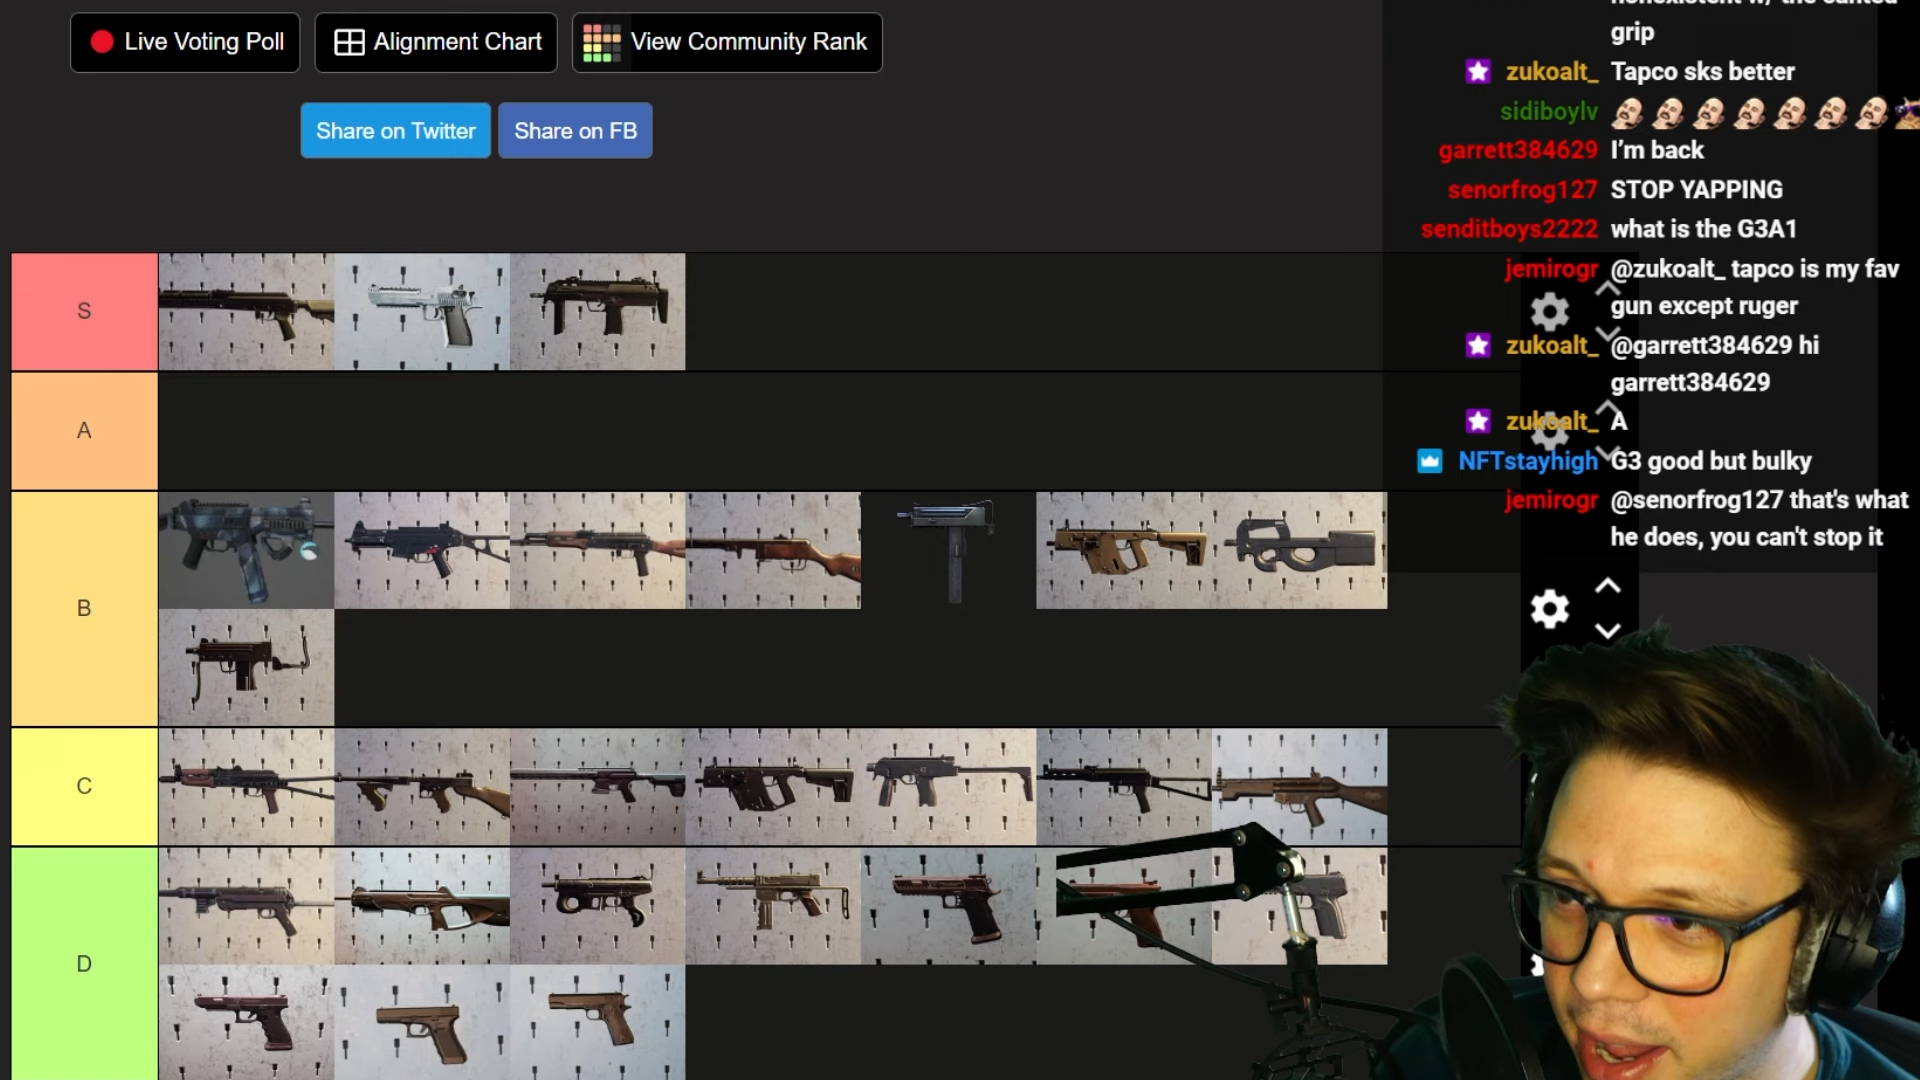 Live Voting Poll
Alignment Chart
View Community Rank
Share on Twitter
Share on FB
grip
zukoalt_ Tapco sks better
sidiboylv
garrett384629 I’m back
senorfrog127 STOP YAPPING
senditboys2222 what is the G3A1
jemirogr @zukoalt_ tapco is my fav
gun except ruger
zukoalt_ @garrett384629 hi
garrett384629
zukoalt_ A
NFTstayhigh G3 good but bulky
jemirogr @senorfrog127 that's what
he does, you can't stop it
S
A
B
C
D